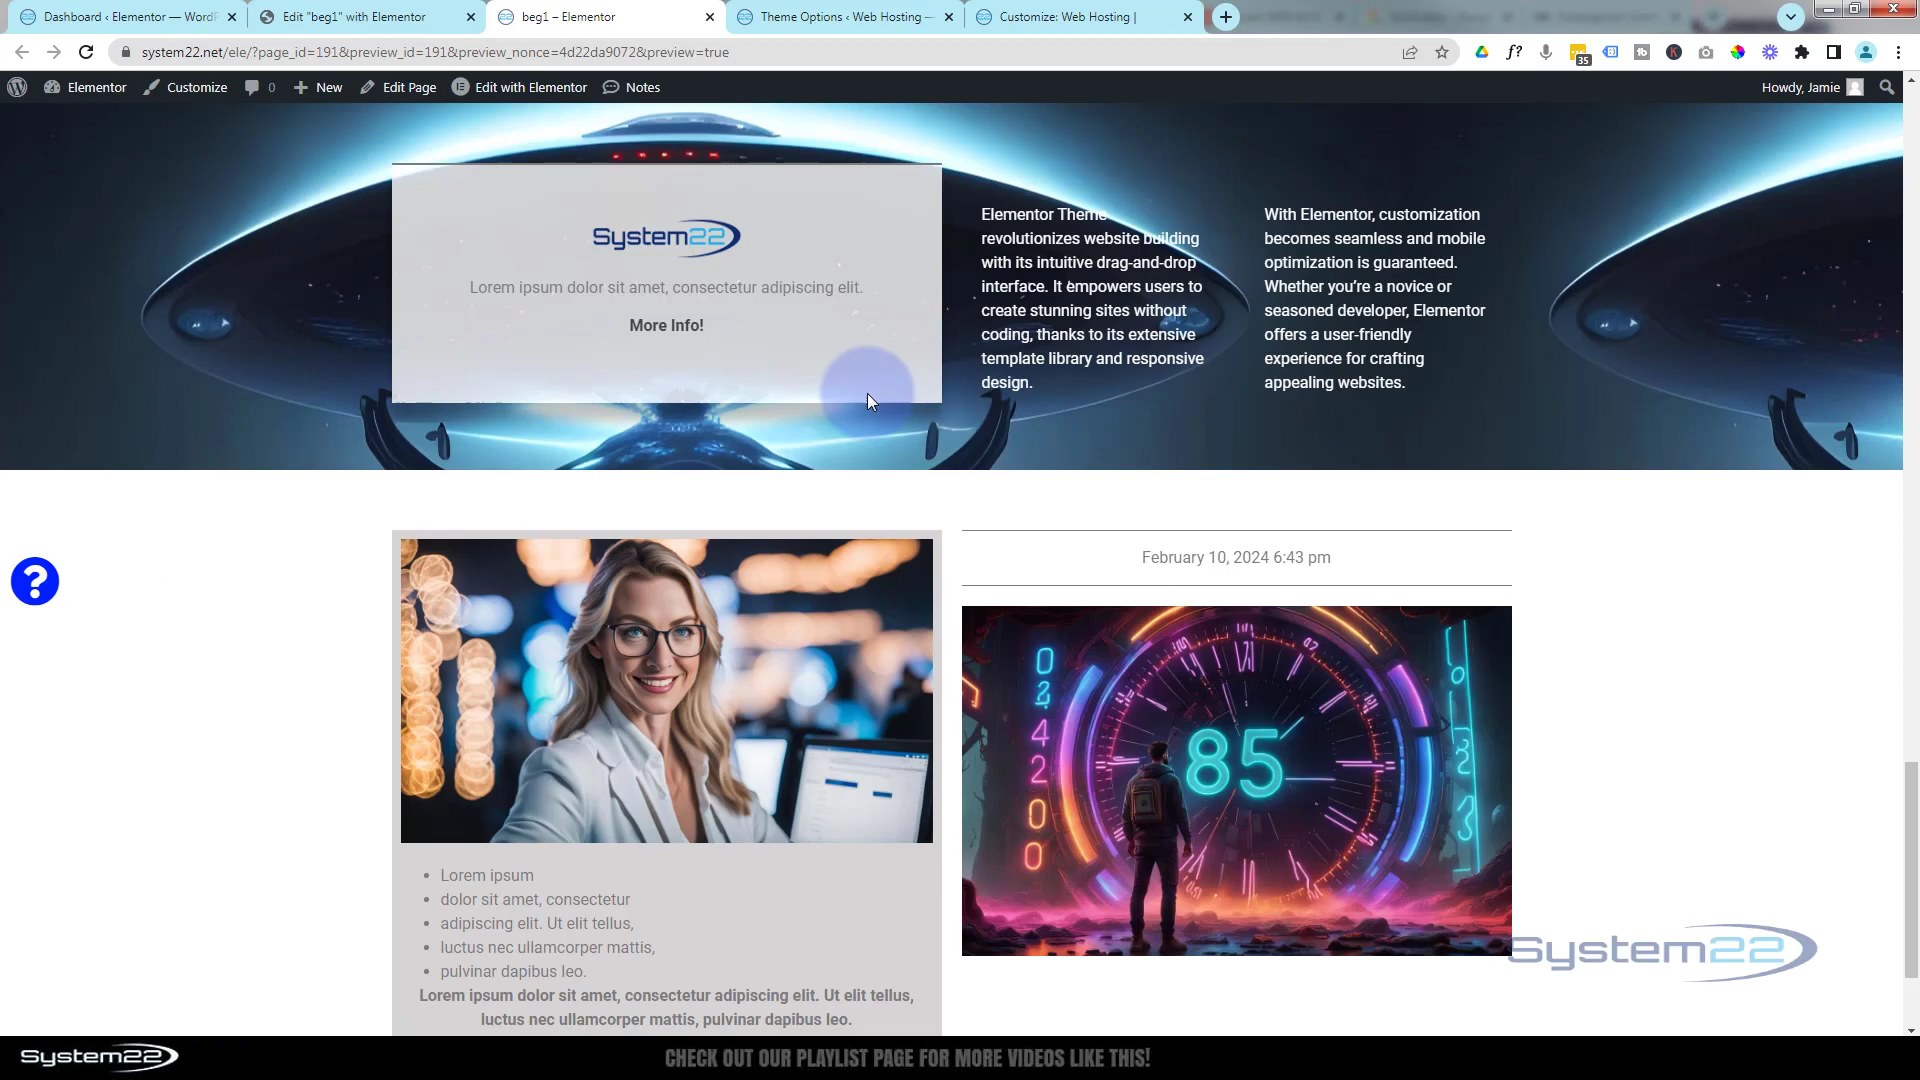 Dashboard ‹ Elementor — WordP
Edit "beg1" with Elementor
beg1 – Elementor
Theme Options ‹ Web Hosting —
Customize: Web Hosting |
system22.net/ele/?page_id=191&preview_id=191&preview_nonce=4d22da9072&preview=true
35
Elementor
Customize
0
New
Edit Page
Edit with Elementor
Notes
Howdy, Jamie
System22
Lorem ipsum dolor sit amet, consectetur adipiscing elit.
More Info!
Elementor Theme
revolutionizes website building
with its intuitive drag-and-drop
interface. It empowers users to
create stunning sites without
coding, thanks to its extensive
template library and responsive
design.
With Elementor, customization
becomes seamless and mobile
optimization is guaranteed.
Whether you're a novice or
seasoned developer, Elementor
offers a user-friendly
experience for crafting
appealing websites.
?
February 10, 2024 6:43 pm
85
Lorem ipsum
dolor sit amet, consectetur
adipiscing elit. Ut elit tellus,
luctus nec ullamcorper mattis,
pulvinar dapibus leo.
Lorem ipsum dolor sit amet, consectetur adipiscing elit. Ut elit tellus,
luctus nec ullamcorper mattis, pulvinar dapibus leo.
System22
System22
CHECK OUT OUR PLAYLIST PAGE FOR MORE VIDEOS LIKE THIS!